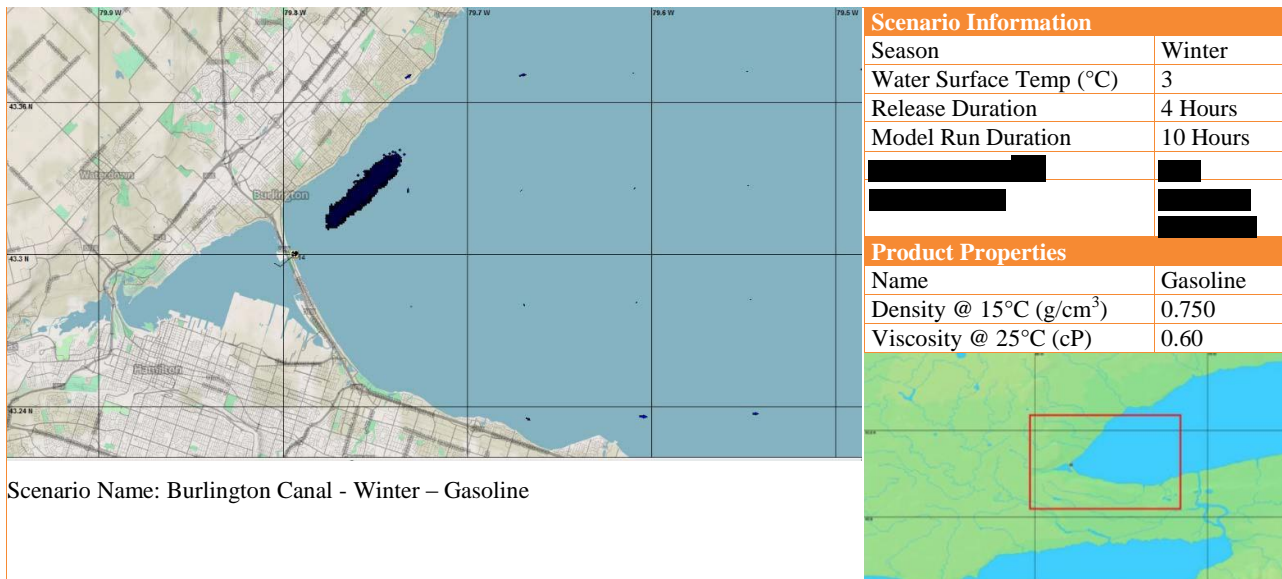 79.9 W
79.8 W
79.7 W
79.6 W
79.5 W
43.36 N
Waterdown
Burlington
43.3 N
Hamilton
43.24 N
Scenario Name: Burlington Canal - Winter – Gasoline
Scenario Information
Season Winter
Water Surface Temp (°C) 3
Release Duration 4 Hours
Model Run Duration 10 Hours
Product Properties
Name Gasoline
Density @ 15°C (g/cm³) 0.750
Viscosity @ 25°C (cP) 0.60